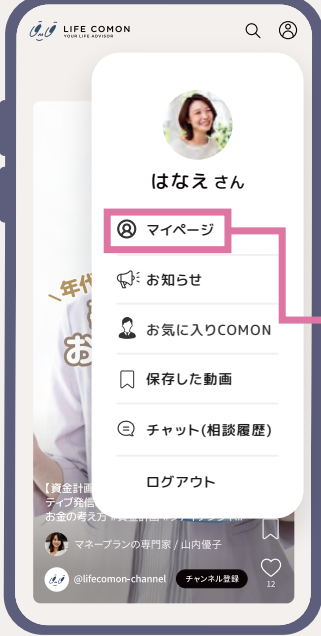 LIFE COMON
YOUR LIFE ADVISOR
はなえ さん
マイページ
お知らせ
お気に入りCOMON
保存した動画
チャット(相談履歴)
ログアウト
年代
お
【資金計画
ティブ発信
お金の考え方
マネープランの専門家 / 山内優子
@lifecomon-channel
チャンネル登録
12